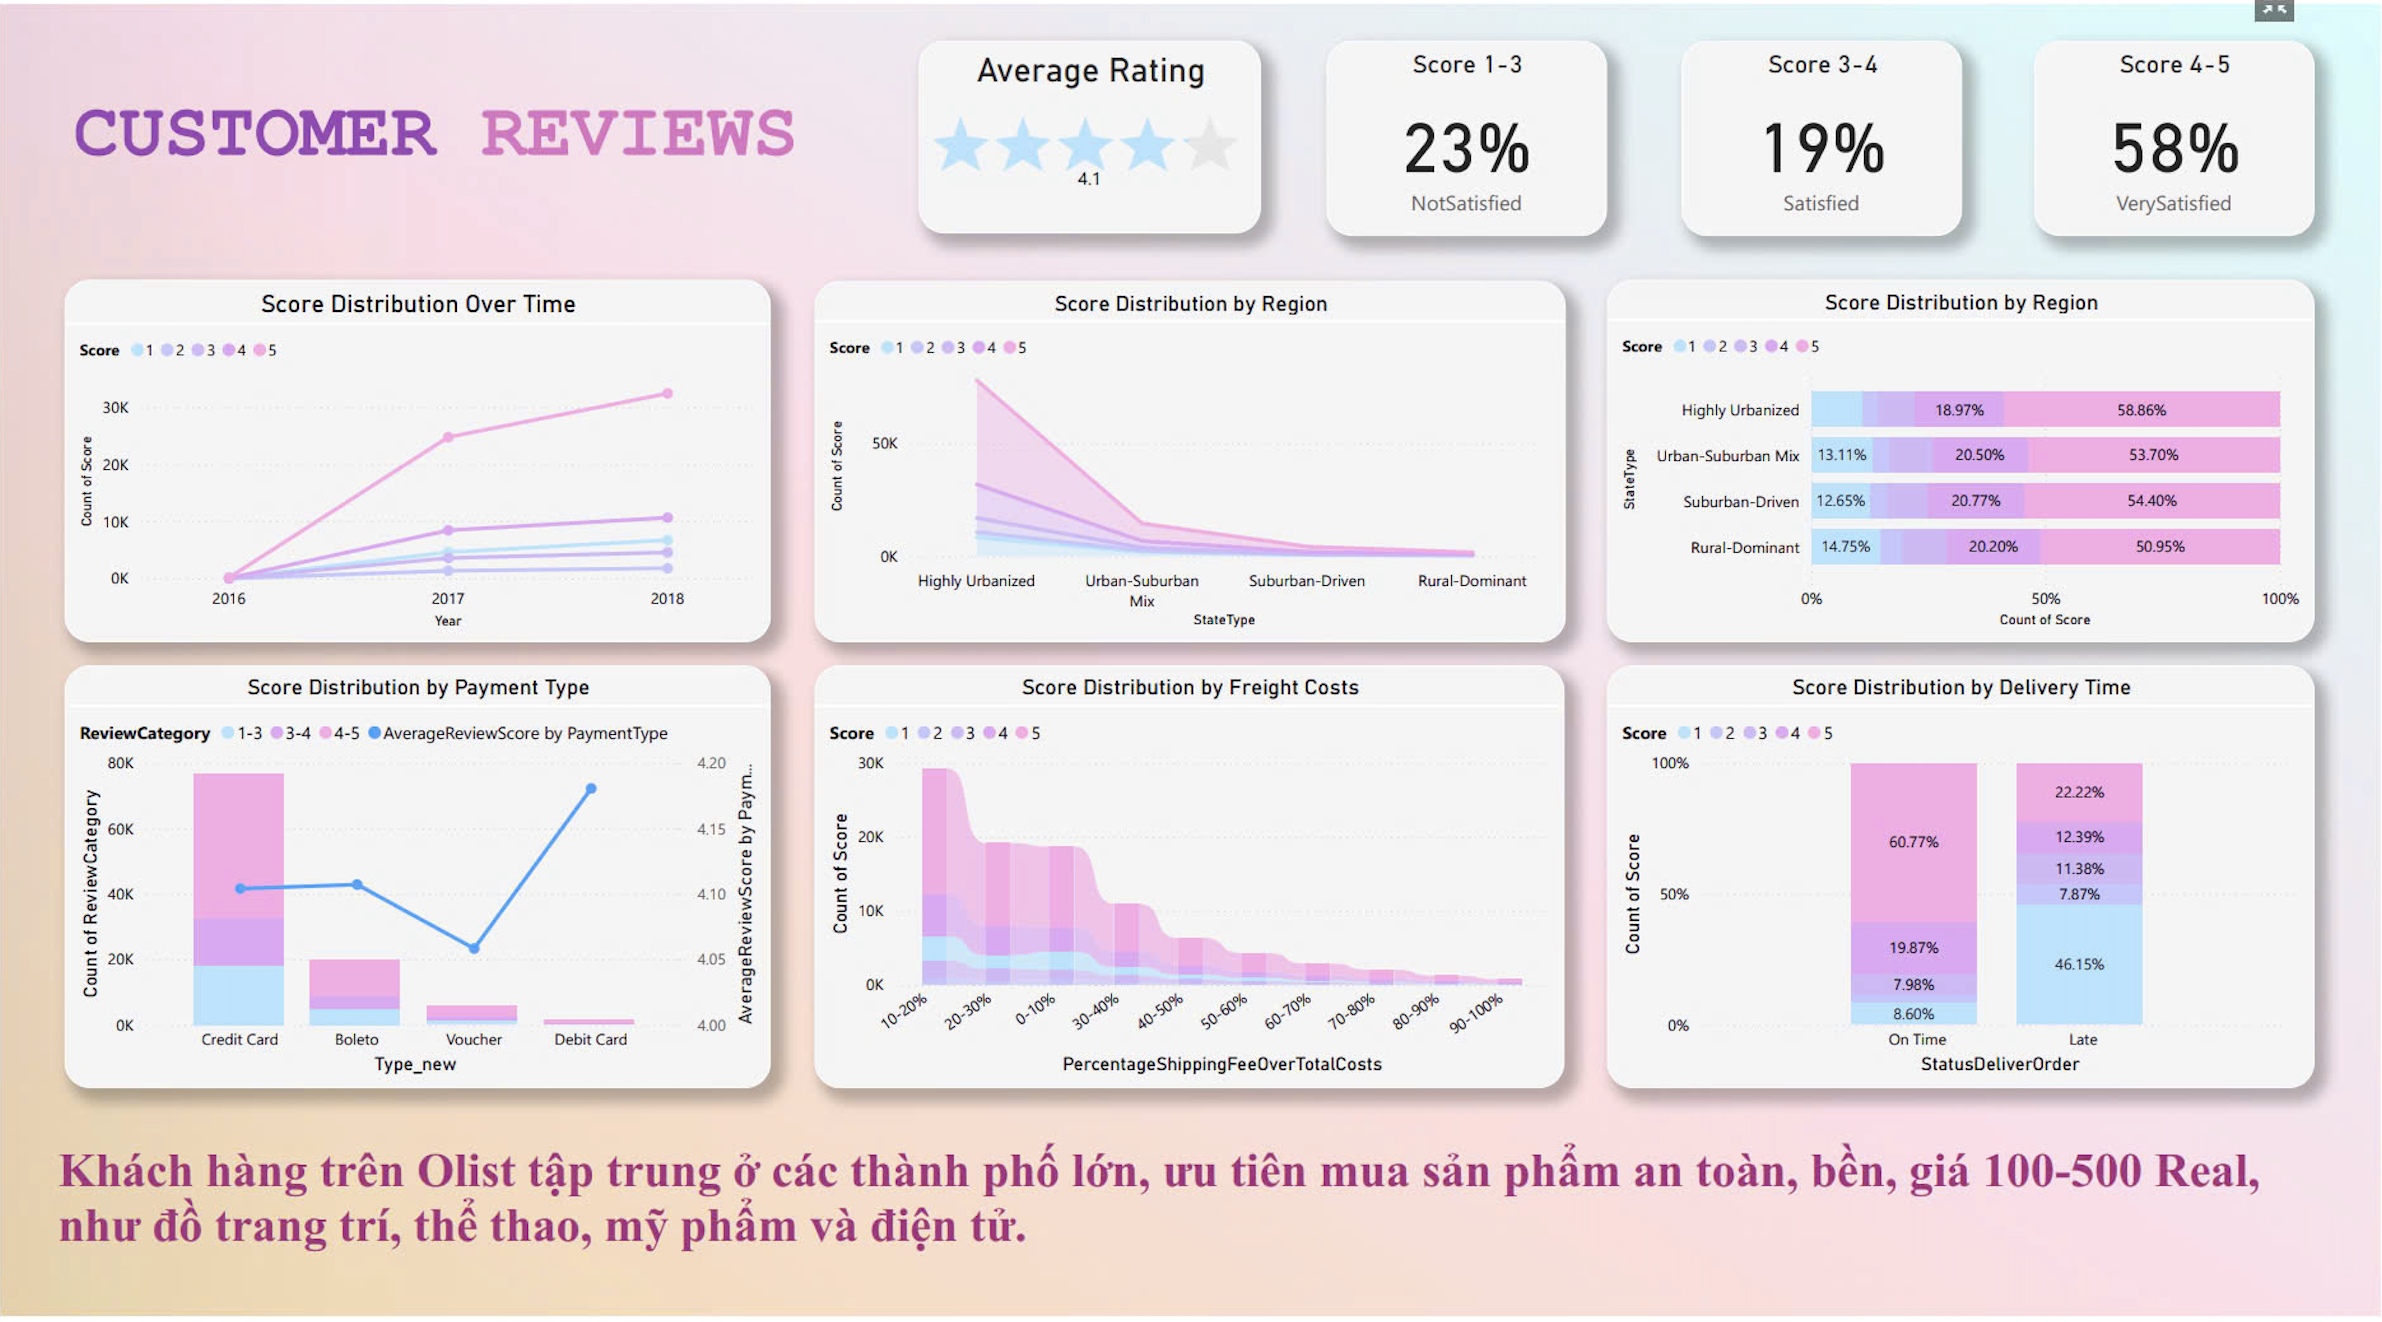 CUSTOMER REVIEWS
Average Rating
4.1
Score 1-3
23%
NotSatisfied
Score 3-4
19%
Satisfied
Score 4-5
58%
VerySatisfied
Score Distribution Over Time
Score 1 2 3 4 5
Count of Score
30K
20K
10K
0K
2016 2017 2018
Year
Score Distribution by Region
Score 1 2 3 4 5
Count of Score
50K
0K
Highly Urbanized Urban-Suburban Mix Suburban-Driven Rural-Dominant
StateType
Score Distribution by Region
Score 1 2 3 4 5
StateType
Highly Urbanized 18.97% 58.86%
Urban-Suburban Mix 13.11% 20.50% 53.70%
Suburban-Driven 12.65% 20.77% 54.40%
Rural-Dominant 14.75% 20.20% 50.95%
0% 50% 100%
Count of Score
Score Distribution by Payment Type
ReviewCategory 1-3 3-4 4-5 AverageReviewScore by PaymentType
Count of ReviewCategory
80K
60K
40K
20K
0K
4.20
4.15
4.10
4.05
4.00
AverageReviewScore by Paym...
Credit Card Boleto Voucher Debit Card
Type_new
Score Distribution by Freight Costs
Score 1 2 3 4 5
Count of Score
30K
20K
10K
0K
10-20% 20-30% 0-10% 30-40% 40-50% 50-60% 60-70% 70-80% 80-90% 90-100%
PercentageShippingFeeOverTotalCosts
Score Distribution by Delivery Time
Score 1 2 3 4 5
Count of Score
100%
50%
0%
60.77%
19.87%
7.98%
8.60%
22.22%
12.39%
11.38%
7.87%
46.15%
On Time Late
StatusDeliverOrder
Khách hàng trên Olist tập trung ở các thành phố lớn, ưu tiên mua sản phẩm an toàn, bền, giá 100-500 Real,
như đồ trang trí, thể thao, mỹ phẩm và điện tử.